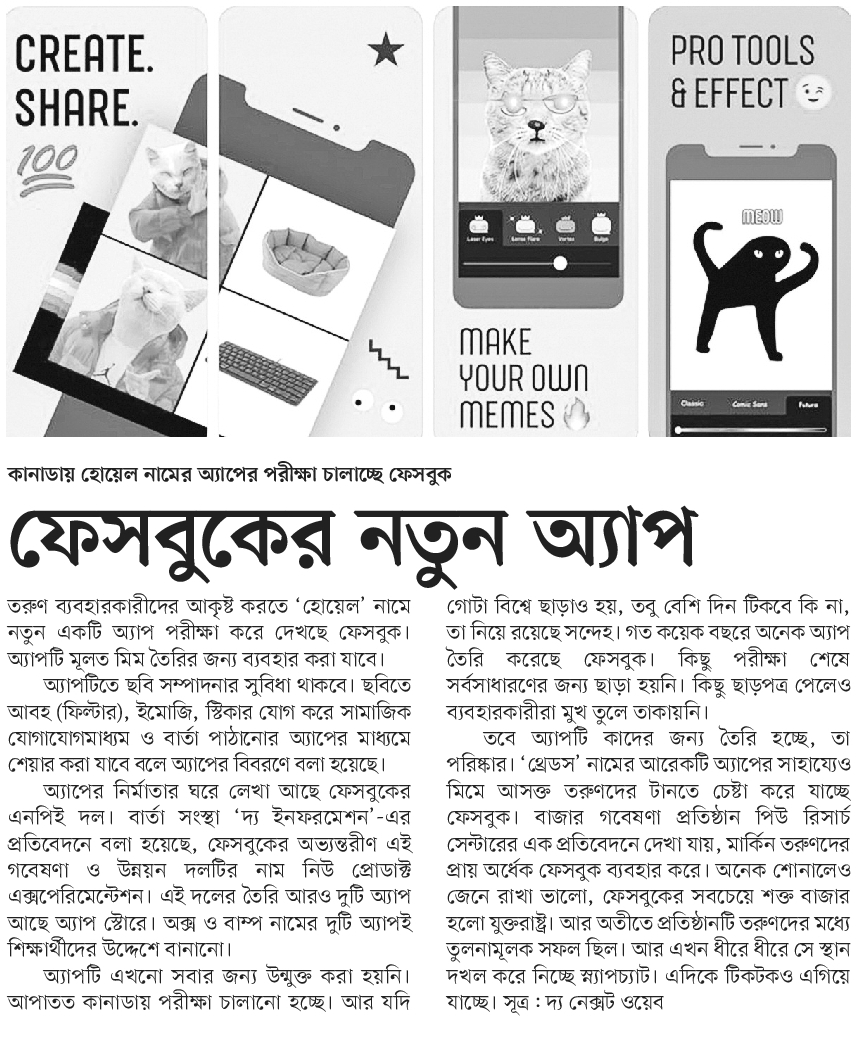 CREATE.
SHARE.
100
MAKE
YOUR OWN
MEMES
PRO TOOLS
& EFFECT
MEOW
Laser Eyes
Lens Flare
Vortex
Bulge
Classic
Comic Sans
Futura
কানাডায় হোয়েল নামের অ্যাপের পরীক্ষা চালাচ্ছে ফেসবুক
ফেসবুকের নতুন অ্যাপ
তরুণ ব্যবহারকারীদের আকৃষ্ট করতে ‘হোয়েল’ নামে
নতুন একটি অ্যাপ পরীক্ষা করে দেখছে ফেসবুক।
অ্যাপটি মূলত মিম তৈরির জন্য ব্যবহার করা যাবে।
অ্যাপটিতে ছবি সম্পাদনার সুবিধা থাকবে। ছবিতে
আবহ (ফিল্টার), ইমোজি, স্টিকার যোগ করে সামাজিক
যোগাযোগমাধ্যম ও বার্তা পাঠানোর অ্যাপের মাধ্যমে
শেয়ার করা যাবে বলে অ্যাপের বিবরণে বলা হয়েছে।
অ্যাপের নির্মাতার ঘরে লেখা আছে ফেসবুকের
এনপিই দল। বার্তা সংস্থা ‘দ্য ইনফরমেশন’-এর
প্রতিবেদনে বলা হয়েছে, ফেসবুকের অভ্যন্তরীণ এই
গবেষণা ও উন্নয়ন দলটির নাম নিউ প্রোডাক্ট
এক্সপেরিমেন্টেশন। এই দলের তৈরি আরও দুটি অ্যাপ
আছে অ্যাপ স্টোরে। অক্স ও বাম্প নামের দুটি অ্যাপই
শিক্ষার্থীদের উদ্দেশে বানানো।
অ্যাপটি এখনো সবার জন্য উন্মুক্ত করা হয়নি।
আপাতত কানাডায় পরীক্ষা চালানো হচ্ছে। আর যদি
গোটা বিশ্বে ছাড়াও হয়, তবু বেশি দিন টিকবে কি না,
তা নিয়ে রয়েছে সন্দেহ। গত কয়েক বছরে অনেক অ্যাপ
তৈরি করেছে ফেসবুক। কিছু পরীক্ষা শেষে
সর্বসাধারণের জন্য ছাড়া হয়নি। কিছু ছাড়পত্র পেলেও
ব্যবহারকারীরা মুখ তুলে তাকায়নি।
তবে অ্যাপটি কাদের জন্য তৈরি হচ্ছে, তা
পরিষ্কার। ‘থ্রেডস’ নামের আরেকটি অ্যাপের সাহায্যেও
মিমে আসক্ত তরুণদের টানতে চেষ্টা করে যাচ্ছে
ফেসবুক। বাজার গবেষণা প্রতিষ্ঠান পিউ রিসার্চ
সেন্টারের এক প্রতিবেদনে দেখা যায়, মার্কিন তরুণদের
প্রায় অর্ধেক ফেসবুক ব্যবহার করে। অনেক শোনালেও
জেনে রাখা ভালো, ফেসবুকের সবচেয়ে শক্ত বাজার
হলো যুক্তরাষ্ট্র। আর অতীতে প্রতিষ্ঠানটি তরুণদের মধ্যে
তুলনামূলক সফল ছিল। আর এখন ধীরে ধীরে সে স্থান
দখল করে নিচ্ছে স্ন্যাপচ্যাট। এদিকে টিকটকও এগিয়ে
যাচ্ছে। সূত্র : দ্য নেক্সট ওয়েব